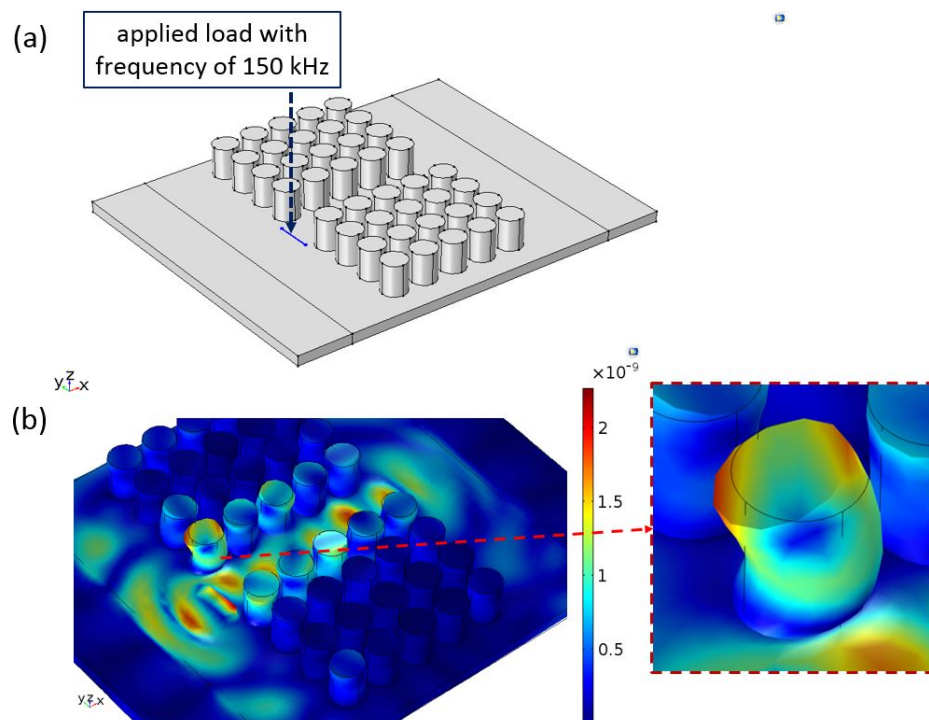 (a)
applied load with
frequency of 150 kHz
y z x
(b)
×10⁻⁹
2
1.5
1
0.5
y z x